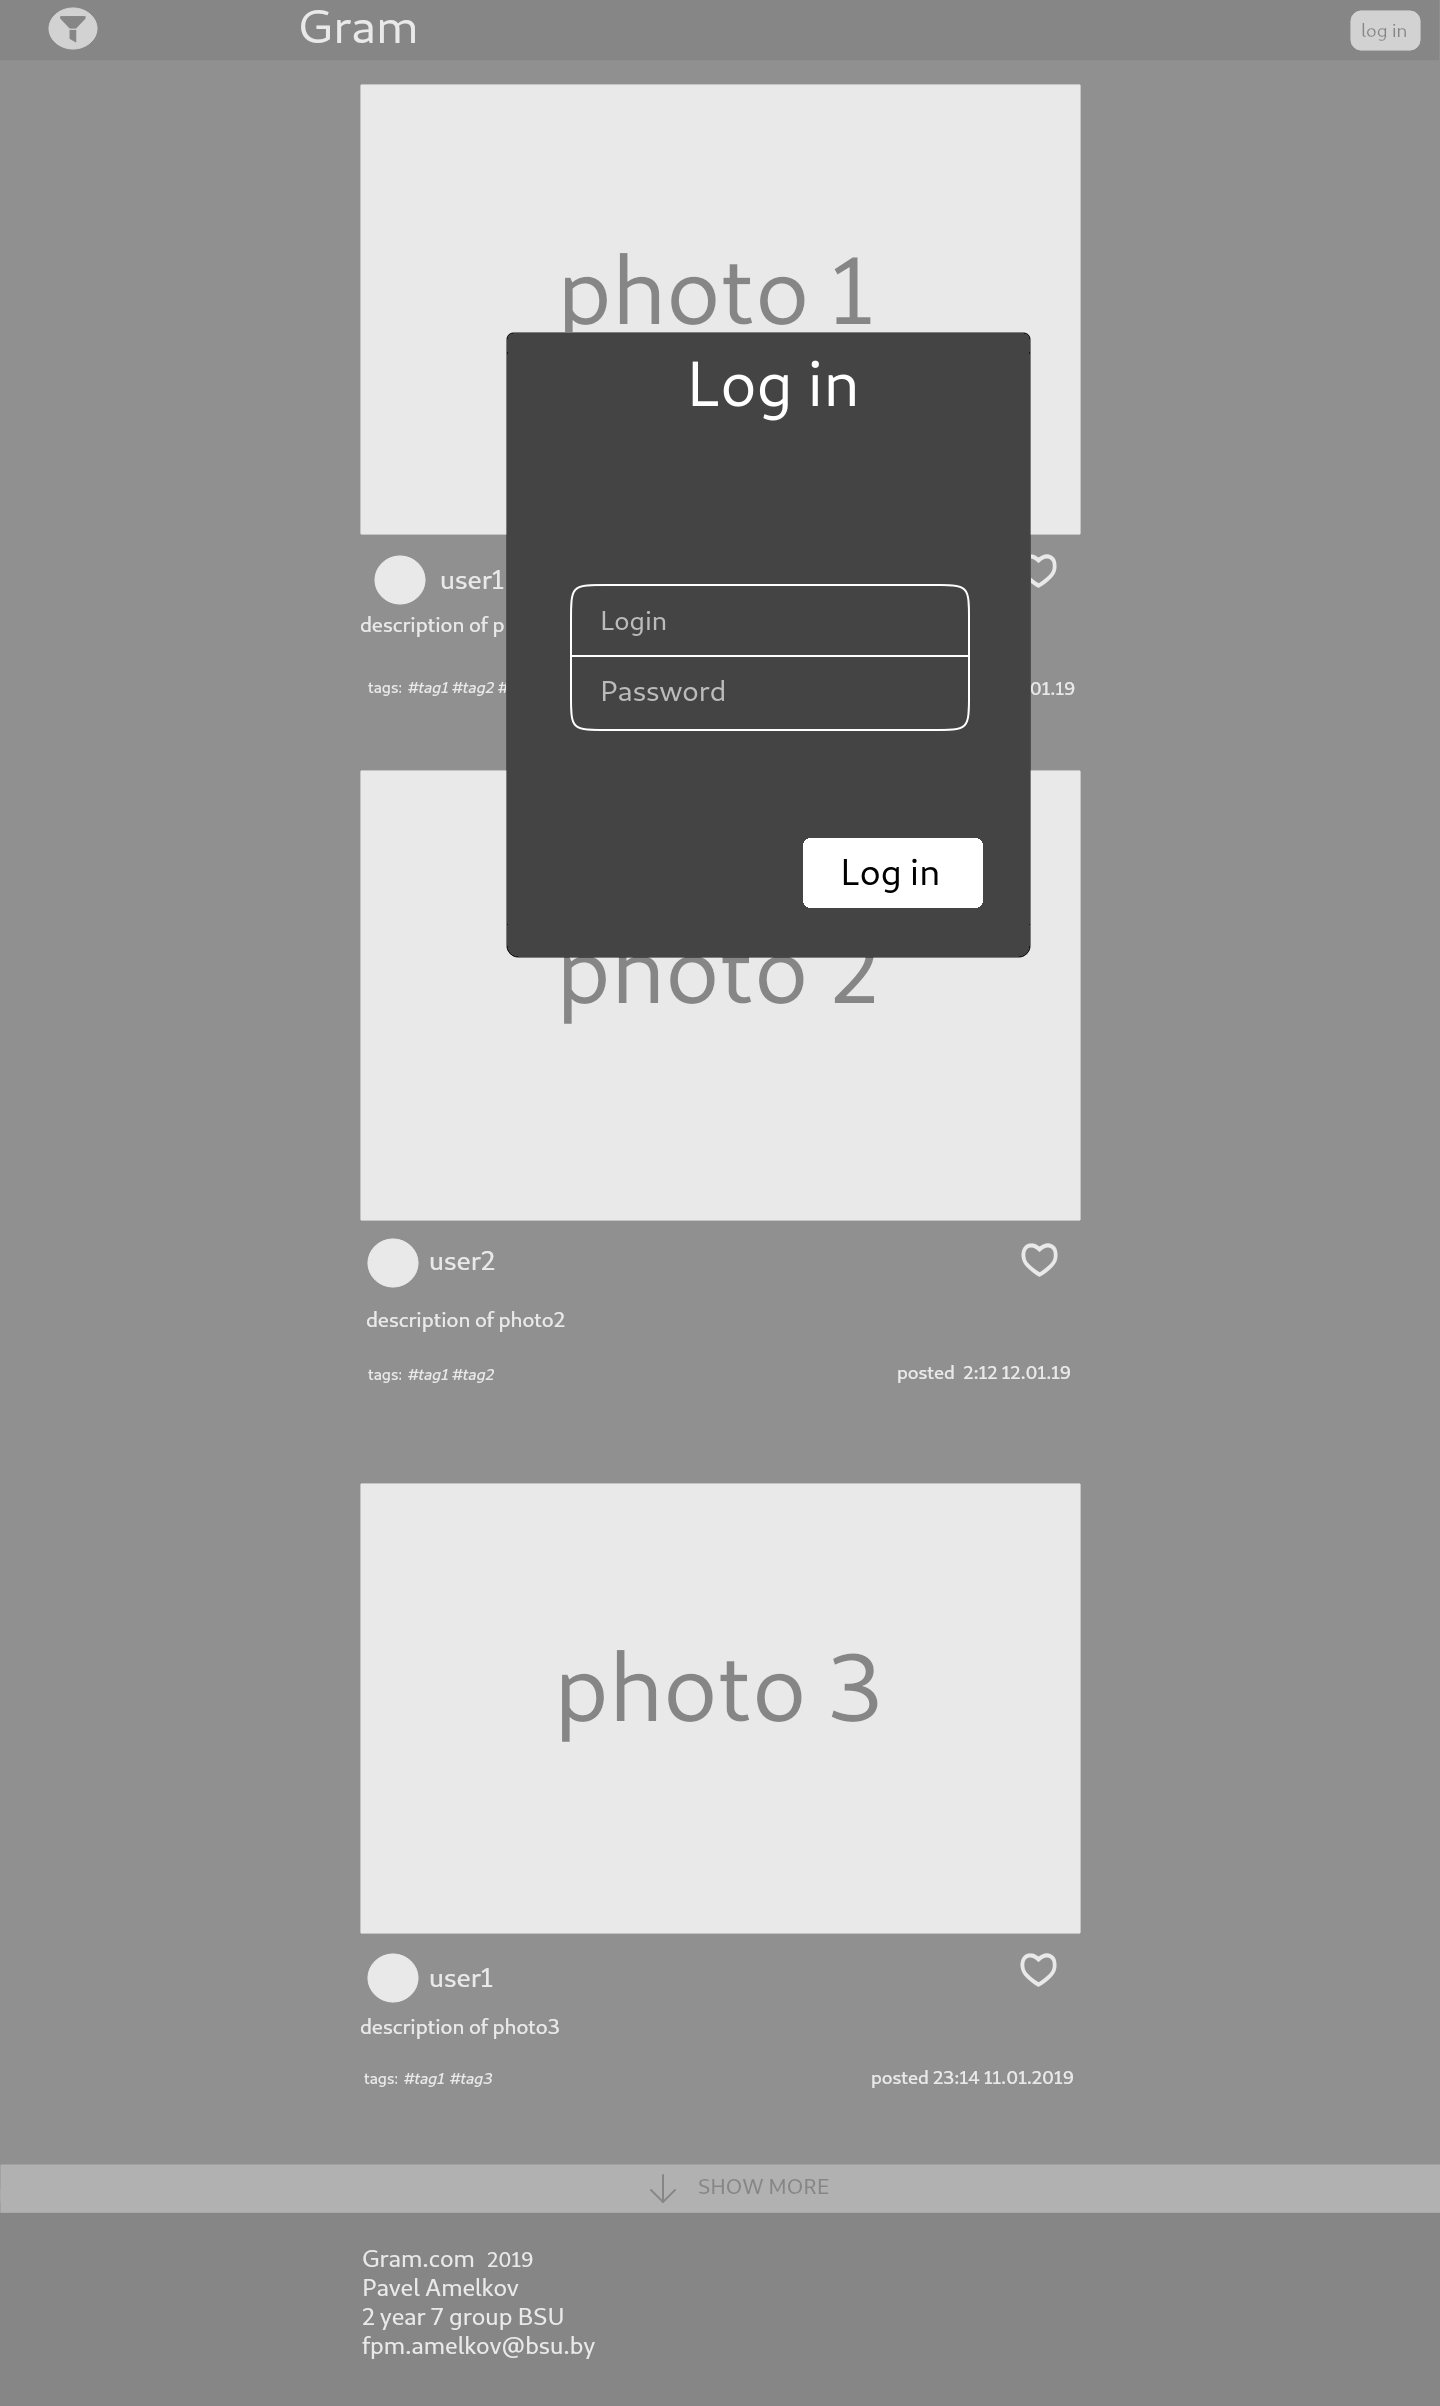 Gram
log in
photo 1
Log in
user1
description of
Login
tags: #tag1 #tag2
01.19
Password
Log in
photo 2
user2
description of photo2
tags: #tag1 #tag2
posted 2:12 12.01.19
photo 3
user1
description of photo3
tags: #tag1 #tag3
posted 23:14 11.01.2019
SHOW MORE
Gram.com 2019
Pavel Amelkov
2 year 7 group BSU
fpm.amelkov@bsu.by